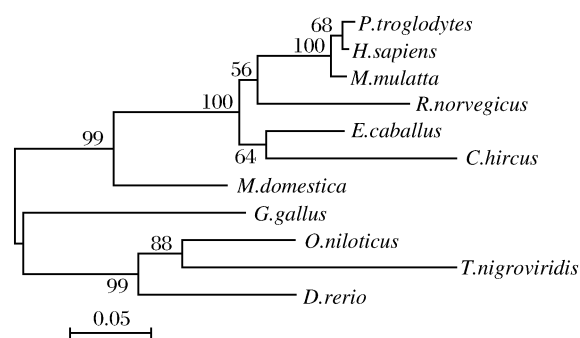 P.troglodytes
68
H.sapiens
100
M.mulatta
56
R.norvegicus
100
E.caballus
99
64
C.hircus
M.domestica
G.gallus
O.niloticus
88
T.nigroviridis
99
D.rerio
0.05